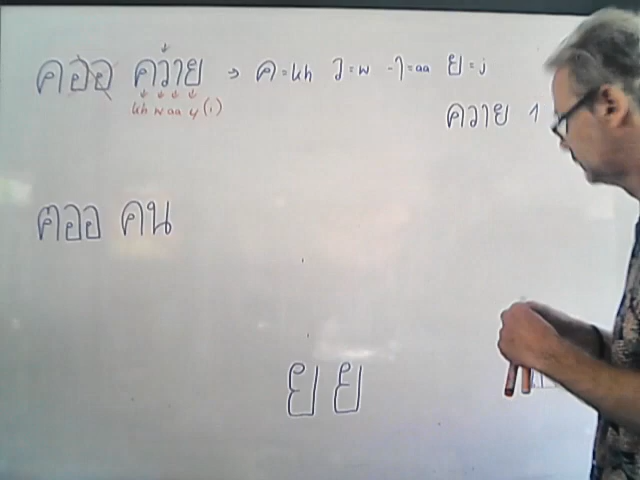 คออ ควาย → ค = kh ว = w -า = aa ย = j
kh w aa y (i)
ควาย 1
ฅออ คน
ย ย